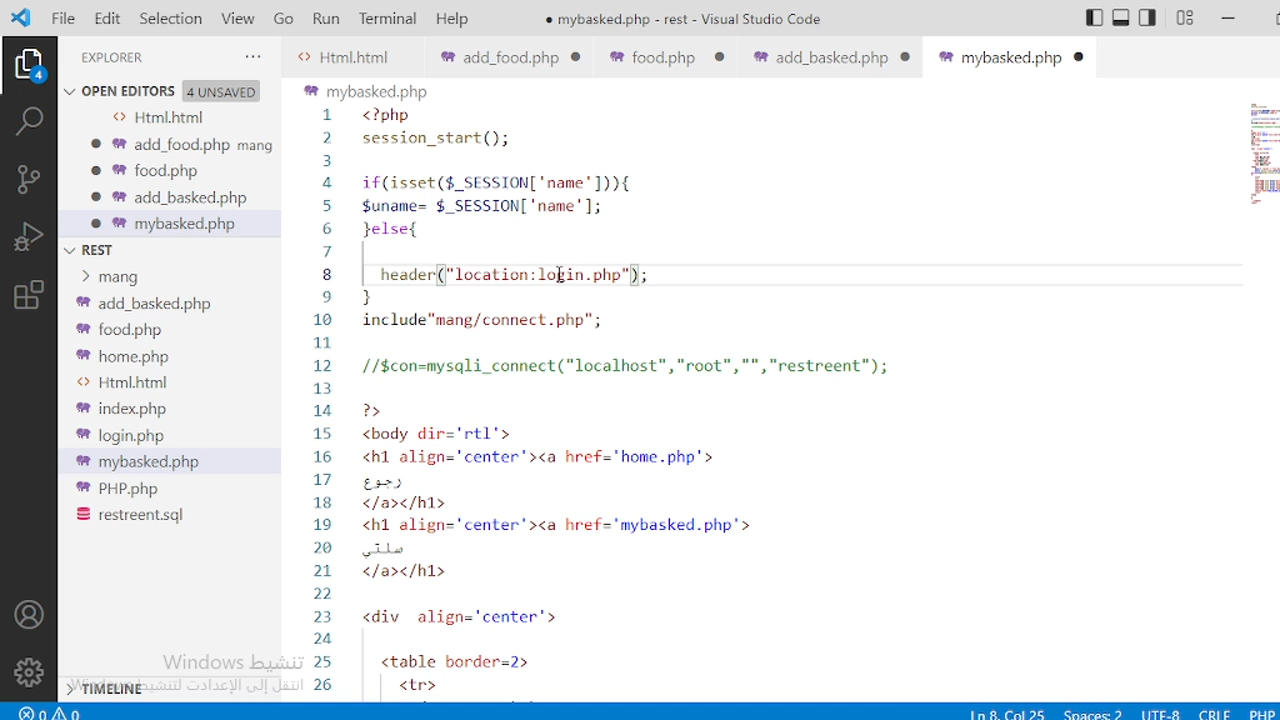 File Edit Selection View Go Run Terminal Help ● mybasked.php - rest - Visual Studio Code
EXPLORER ...
Html.html add_food.php food.php add_basked.php mybasked.php
OPEN EDITORS 4 UNSAVED
Html.html
add_food.php mang
food.php
add_basked.php
mybasked.php
REST
mang
add_basked.php
food.php
home.php
Html.html
index.php
login.php
mybasked.php
PHP.php
restreent.sql
TIMELINE
4
mybasked.php
1 <?php
2 session_start();
3
4 if(isset($_SESSION['name'])){
5 $uname= $_SESSION['name'];
6 }else{
7
8 header("location:login.php");
9 }
10 include"mang/connect.php";
11
12 //$con=mysqli_connect("localhost","root","","restreent");
13
14 ?>
15 <body dir='rtl'>
16 <h1 align='center'><a href='home.php'>
17 رجوع
18 </a></h1>
19 <h1 align='center'><a href='mybasked.php'>
20 سلتي
21 </a></h1>
22
23 <div  align='center'>
24
25 <table border=2>
26 <tr>
تنشيط Windows
انتقل إلى الإعدادت لتنشيط Windows
0 0 Ln 8, Col 25 Spaces: 2 UTF-8 CRLF PHP